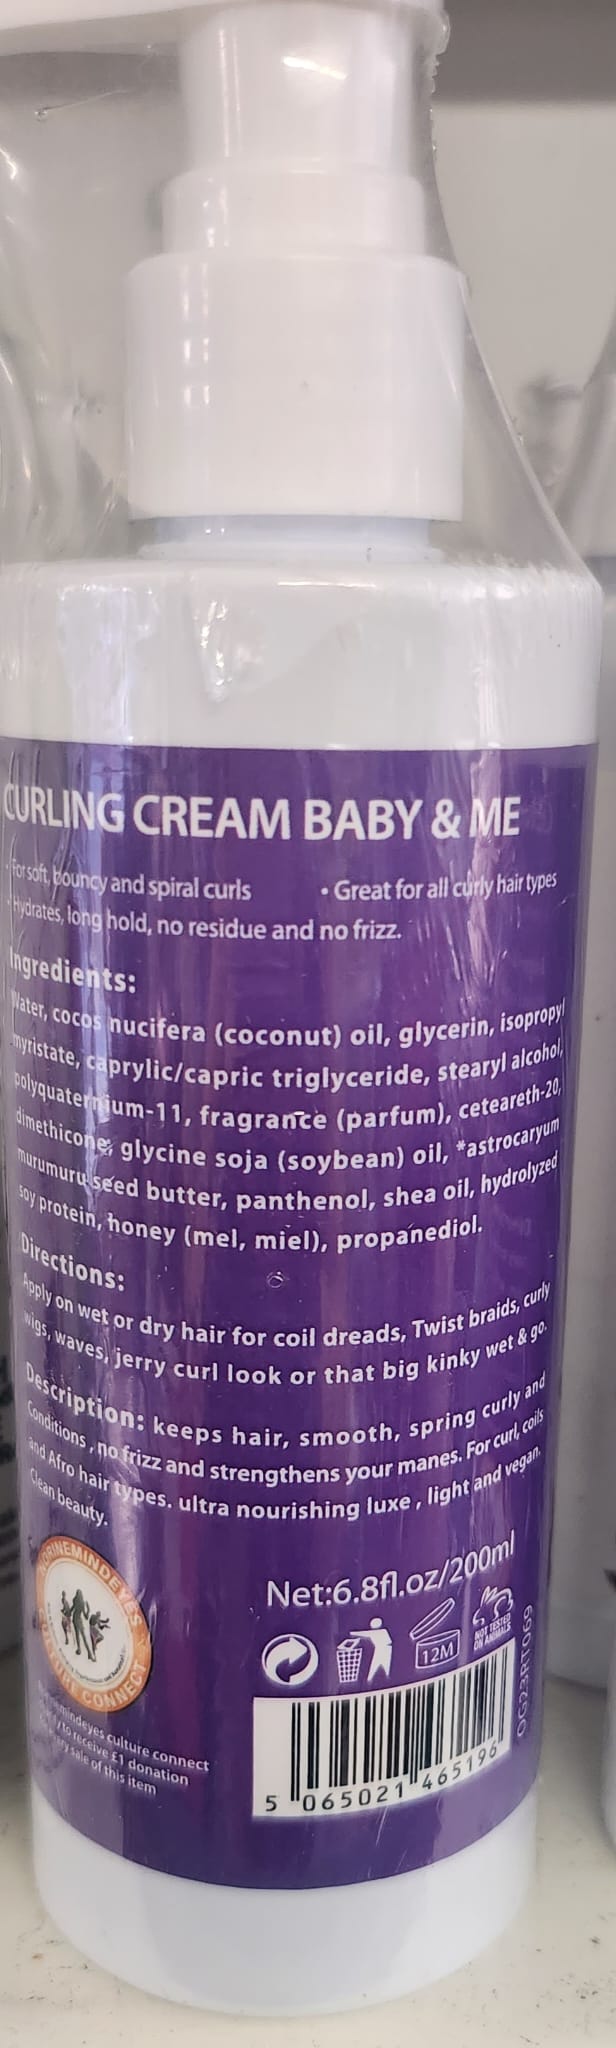 CURLING CREAM BABY & ME
• For soft, bouncy and spiral curls • Great for all curly hair types
• Hydrates, long hold, no residue and no frizz.
Ingredients:
Water, cocos nucifera (coconut) oil, glycerin, isopropyl
myristate, caprylic/capric triglyceride, stearyl alcohol,
polyquaternium-11, fragrance (parfum), ceteareth-20,
dimethicone, glycine soja (soybean) oil, *astrocaryum
murumuru seed butter, panthenol, shea oil, hydrolyzed
soy protein, honey (mel, miel), propanediol.
Directions:
Apply on wet or dry hair for coil dreads, Twist braids, curly
wigs, waves, jerry curl look or that big kinky wet & go.
Description: keeps hair, smooth, spring curly and
Conditions, no frizz and strengthens your manes. For curl, coils
and Afro hair types. ultra nourishing luxe, light and vegan.
Clean beauty.
Net:6.8fl.oz/200ml
12M
NOT TESTED
ON ANIMALS
CULTURE CONNECT
culture connect
to receive £1 donation
sale of this item
5 065021 465196
OG23RT069